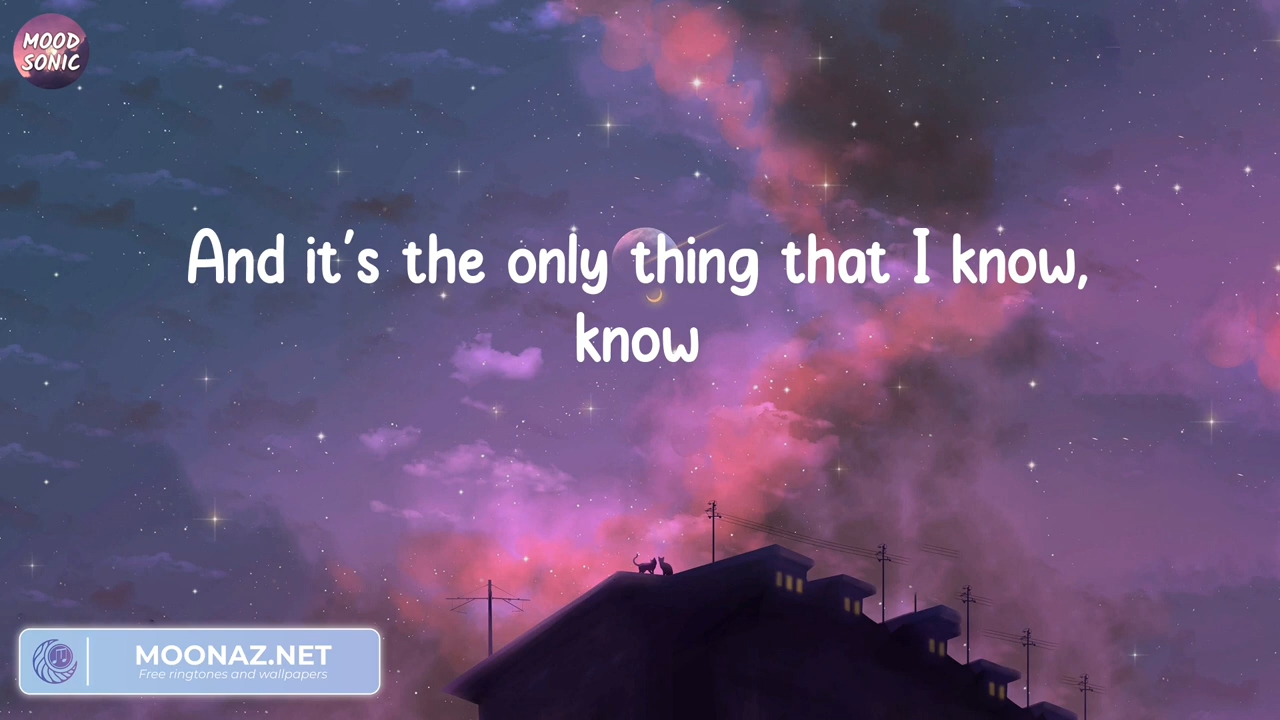 MOOD
SONIC
And it's the only thing that I know,
know
MOONAZ.NET
Free ringtones and wallpapers